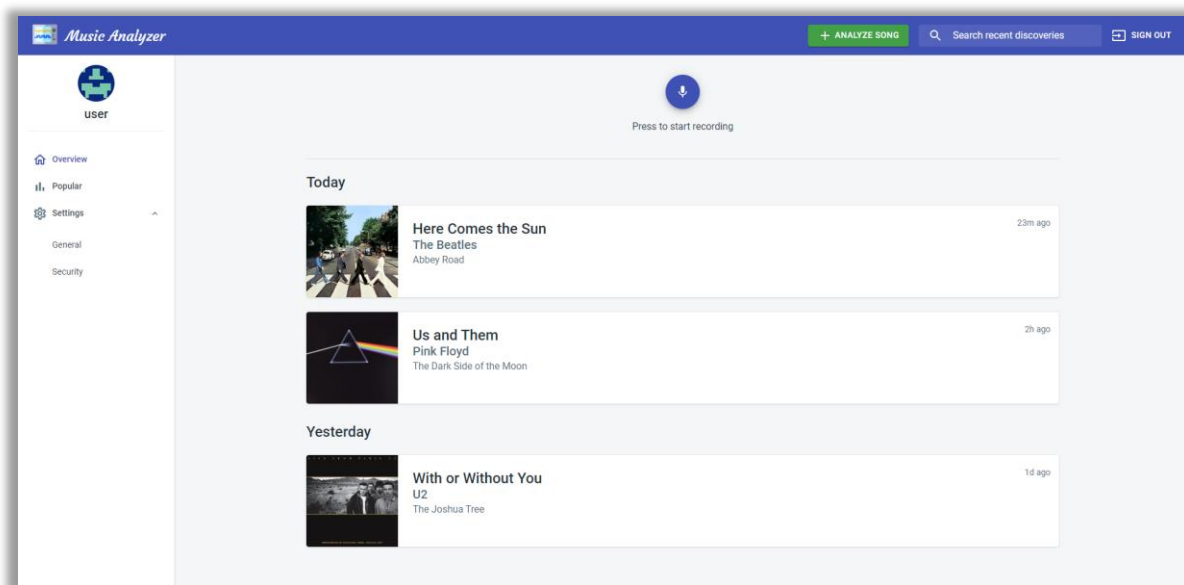 Music Analyzer
+ ANALYZE SONG
Search recent discoveries
SIGN OUT
user
Overview
Popular
Settings
General
Security
Press to start recording
Today
Here Comes the Sun
The Beatles
Abbey Road
23m ago
Us and Them
Pink Floyd
The Dark Side of the Moon
2h ago
Yesterday
With or Without You
U2
The Joshua Tree
1d ago